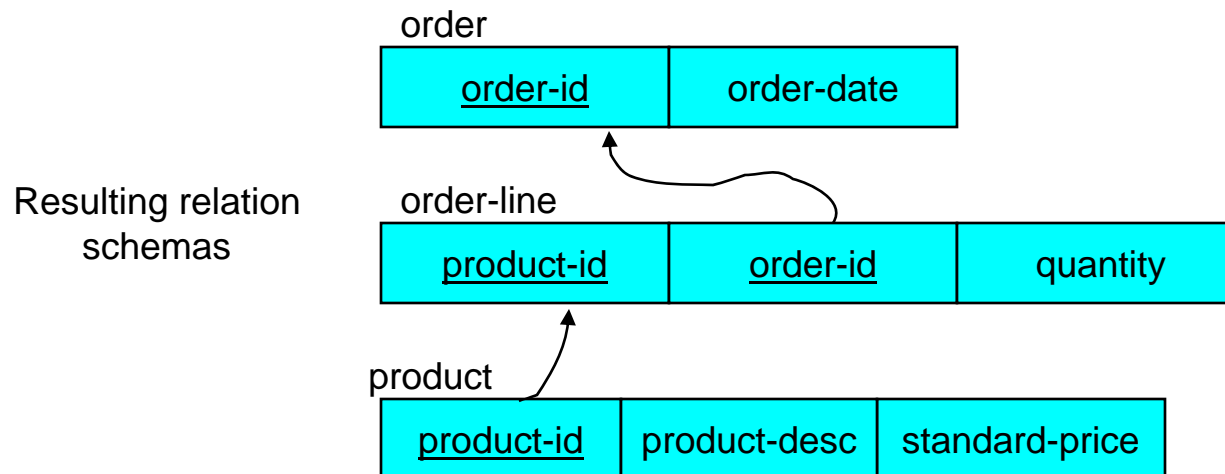 order
order-id order-date
Resulting relation
schemas
order-line
product-id order-id quantity
product
product-id product-desc standard-price